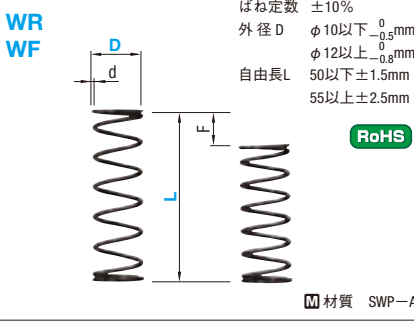 WR
WF
ばね定数 ±10%
外 径 D φ10以下 0 −0.5mm
φ12以上 0 −0.8mm
自由長L 50以下±1.5mm
55以上±2.5mm
RoHS
D
d
F
L
M 材質 SWP−A